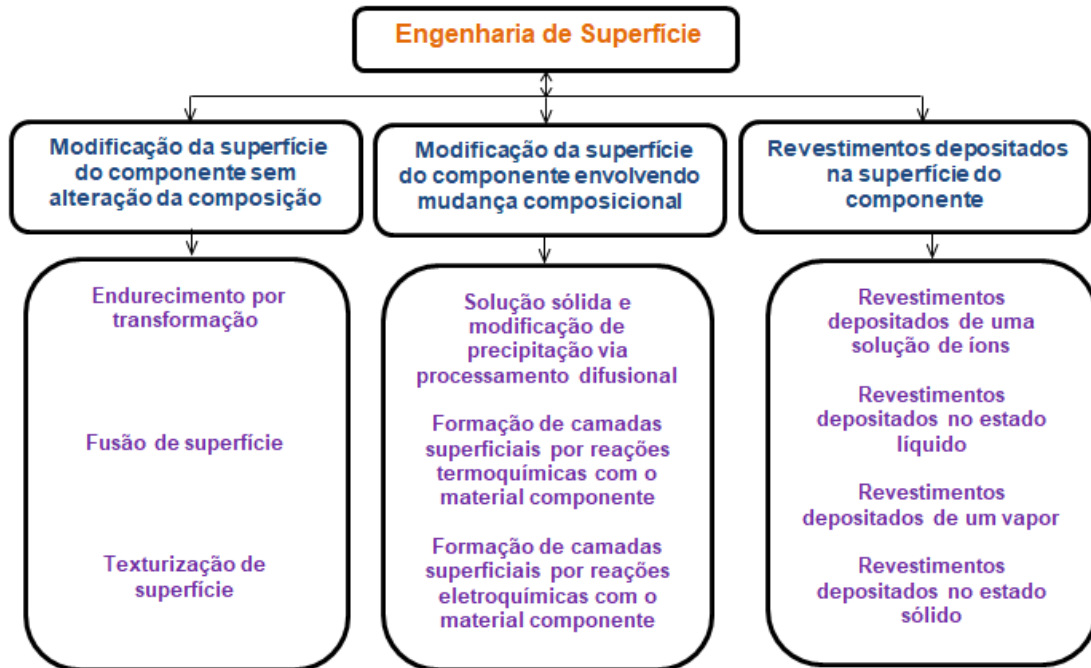 Engenharia de Superfície
Modificação da superfície
do componente sem
alteração da composição
Modificação da superfície
do componente envolvendo
mudança composicional
Revestimentos depositados
na superfície do
componente
Endurecimento por
transformação
Fusão de superfície
Texturização de
superfície
Solução sólida e
modificação de
precipitação via
processamento difusional
Formação de camadas
superficiais por reações
termoquímicas com o
material componente
Formação de camadas
superficiais por reações
eletroquímicas com o
material componente
Revestimentos
depositados de uma
solução de íons
Revestimentos
depositados no estado
líquido
Revestimentos
depositados de um vapor
Revestimentos
depositados no estado
sólido